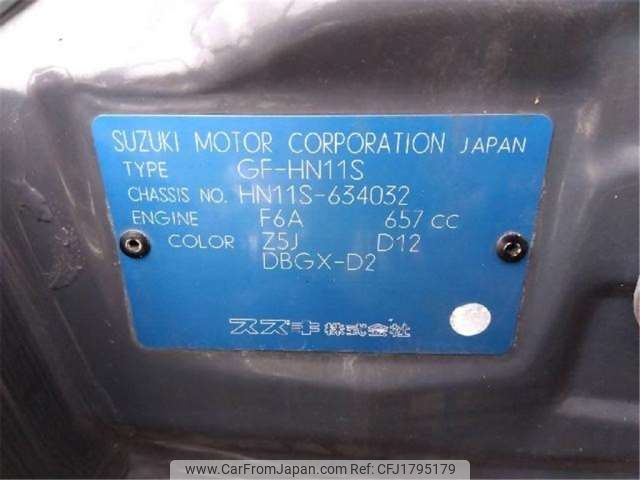 SUZUKI MOTOR CORPORATION JAPAN
TYPE GF-HN11S
CHASSIS NO. HN11S-634032
ENGINE F6A 657 cc
COLOR Z5J D12
DBGX-D2
スズキ株式会社
www.CarFromJapan.com - Ref.No: CFJ1795179